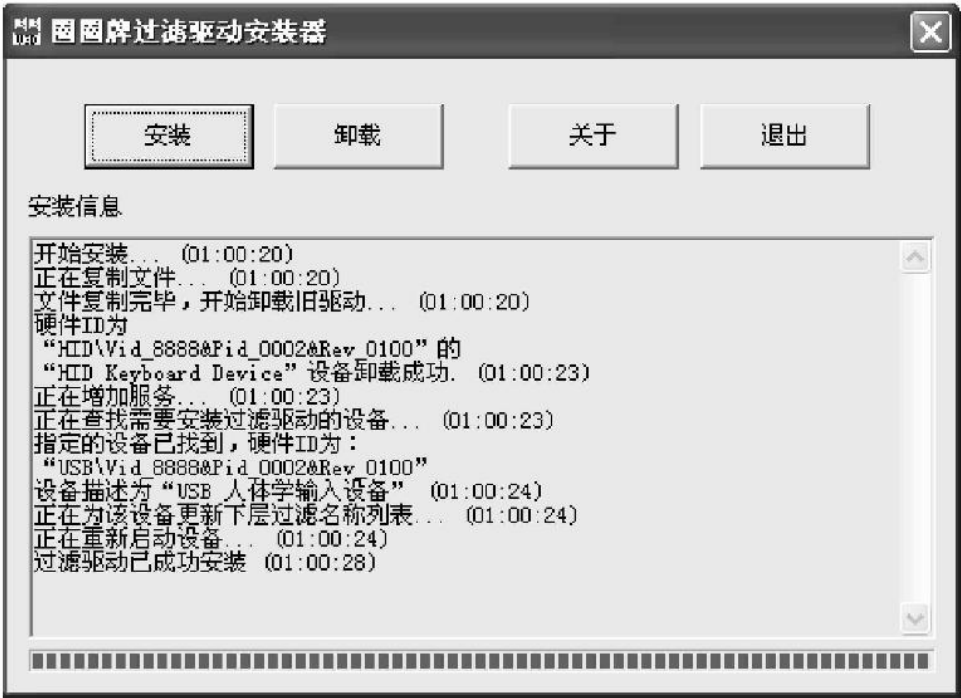 圈圈牌过滤驱动安装器
安装 卸载 关于 退出
安装信息
开始安装... (01:00:20)
正在复制文件... (01:00:20)
文件复制完毕，开始卸载旧驱动... (01:00:20)
硬件ID为
“HID\Vid_8888&Pid_0002&Rev_0100”的
“HID Keyboard Device”设备卸载成功. (01:00:23)
正在增加服务... (01:00:23)
正在查找需要安装过滤驱动的设备... (01:00:23)
指定的设备已找到，硬件ID为：
“USB\Vid_8888&Pid_0002&Rev_0100”
设备描述为“USB 人体学输入设备” (01:00:24)
正在为该设备更新下层过滤名称列表... (01:00:24)
正在重新启动设备... (01:00:24)
过滤驱动已成功安装 (01:00:28)